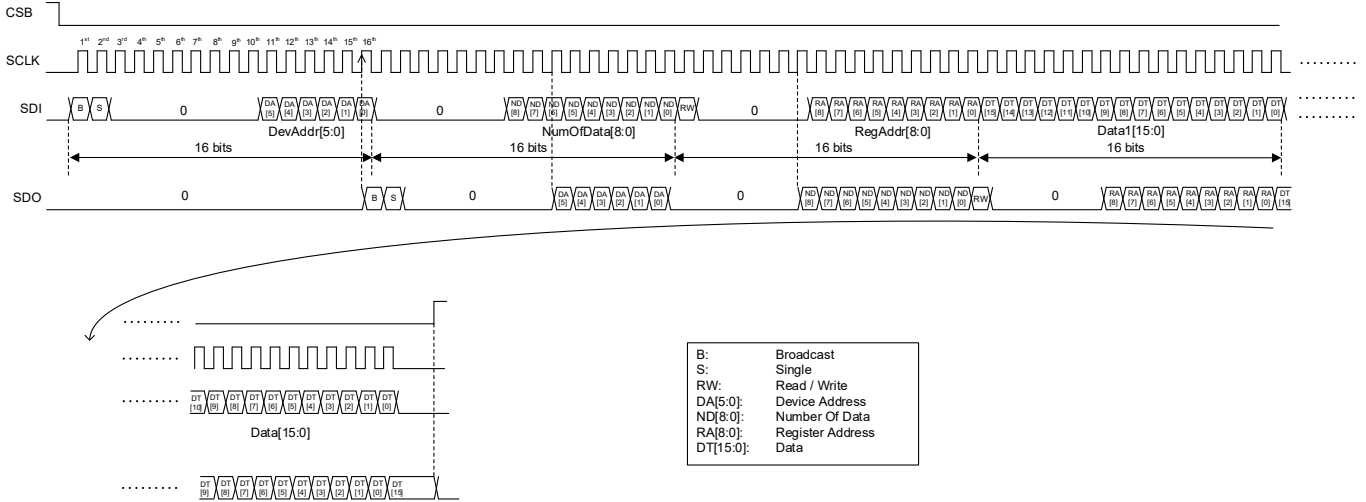 CSB
1st 2nd 3rd 4th 5th 6th 7th 8th 9th 10th 11th 12th 13th 14th 15th 16th
SCLK
SDI B S 0 DA [5] DA [4] DA [3] DA [2] DA [1] DA [0] 0 ND [8] ND [7] ND [6] ND [5] ND [4] ND [3] ND [2] ND [1] ND [0] RW 0 RA [8] RA [7] RA [6] RA [5] RA [4] RA [3] RA [2] RA [1] RA [0] DT [15] DT [14] DT [13] DT [12] DT [11] DT [10] DT [9] DT [8] DT [7] DT [6] DT [5] DT [4] DT [3] DT [2] DT [1] DT [0]
DevAddr[5:0] NumOfData[8:0] RegAddr[8:0] Data1[15:0]
16 bits 16 bits 16 bits 16 bits
SDO 0 B S 0 DA [5] DA [4] DA [3] DA [2] DA [1] DA [0] 0 ND [8] ND [7] ND [6] ND [5] ND [4] ND [3] ND [2] ND [1] ND [0] RW 0 RA [8] RA [7] RA [6] RA [5] RA [4] RA [3] RA [2] RA [1] RA [0] DT [15]
DT [10] DT [9] DT [8] DT [7] DT [6] DT [5] DT [4] DT [3] DT [2] DT [1] DT [0]
Data[15:0]
DT [9] DT [8] DT [7] DT [6] DT [5] DT [4] DT [3] DT [2] DT [1] DT [0] DT [15]
B: Broadcast
S: Single
RW: Read / Write
DA[5:0]: Device Address
ND[8:0]: Number Of Data
RA[8:0]: Register Address
DT[15:0]: Data